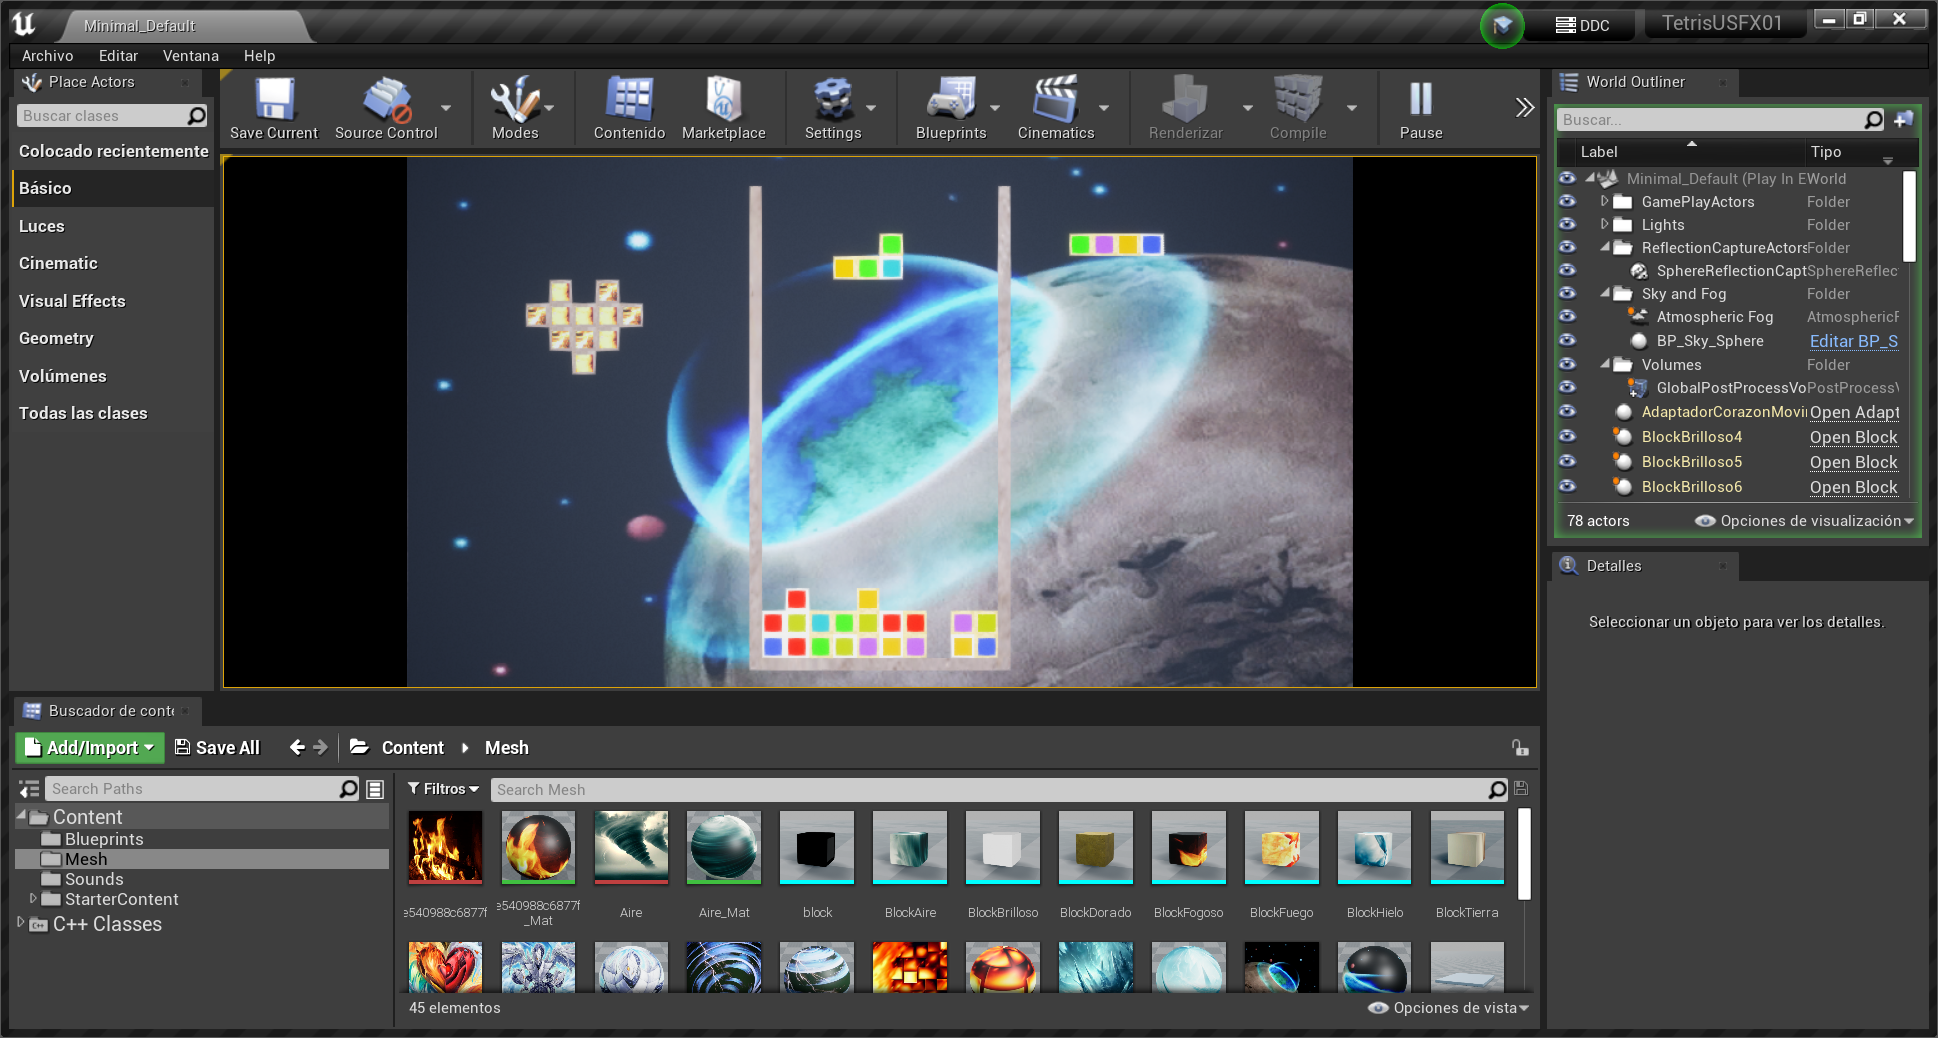 Minimal_Default
DDC
TetrisUSFX01
Archivo
Editar
Ventana
Help
Place Actors
Buscar clases
Colocado recientemente
Básico
Luces
Cinematic
Visual Effects
Geometry
Volúmenes
Todas las clases
Save Current
Source Control
Modes
Contenido
Marketplace
Settings
Blueprints
Cinematics
Renderizar
Compile
Pause
World Outliner
Buscar...
Label
Tipo
Minimal_Default (Play In E World
GamePlayActors Folder
Lights Folder
ReflectionCaptureActors Folder
SphereReflectionCapt SphereReflec
Sky and Fog Folder
Atmospheric Fog AtmosphericF
BP_Sky_Sphere Editar BP_S
Volumes Folder
GlobalPostProcessVo PostProcessV
AdaptadorCorazonMovi Open Adapt
BlockBrilloso4 Open Block
BlockBrilloso5 Open Block
BlockBrilloso6 Open Block
78 actors
Opciones de visualización
Detalles
Seleccionar un objeto para ver los detalles.
Buscador de conte
Add/Import
Save All
Content
Mesh
Search Paths
Content
Blueprints
Mesh
Sounds
StarterContent
C++ Classes
Filtros
Search Mesh
e540988c6877f
e540988c6877f
_Mat
Aire
Aire_Mat
block
BlockAire
BlockBrilloso
BlockDorado
BlockFogoso
BlockFuego
BlockHielo
BlockTierra
45 elementos
Opciones de vista